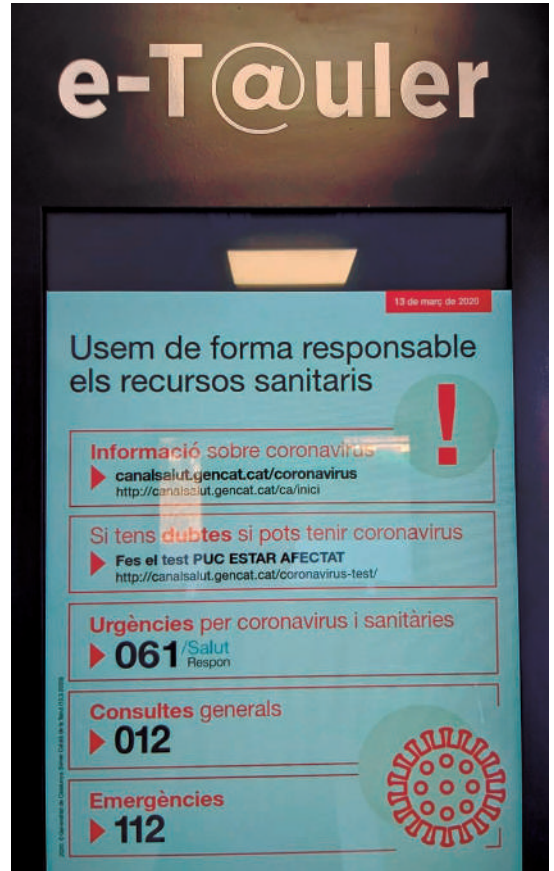 e-T@uler
13 de març de 2020
Usem de forma responsable
els recursos sanitaris
!
Informació sobre coronavirus
canalsalut.gencat.cat/coronavirus
http://canalsalut.gencat.cat/ca/inici
Si tens dubtes si pots tenir coronavirus
Fes el test PUC ESTAR AFECTAT
http://canalsalut.gencat.cat/coronavirus-test/
Urgències per coronavirus i sanitàries
061/Salut
Respon
Consultes generals
012
Emergències
112